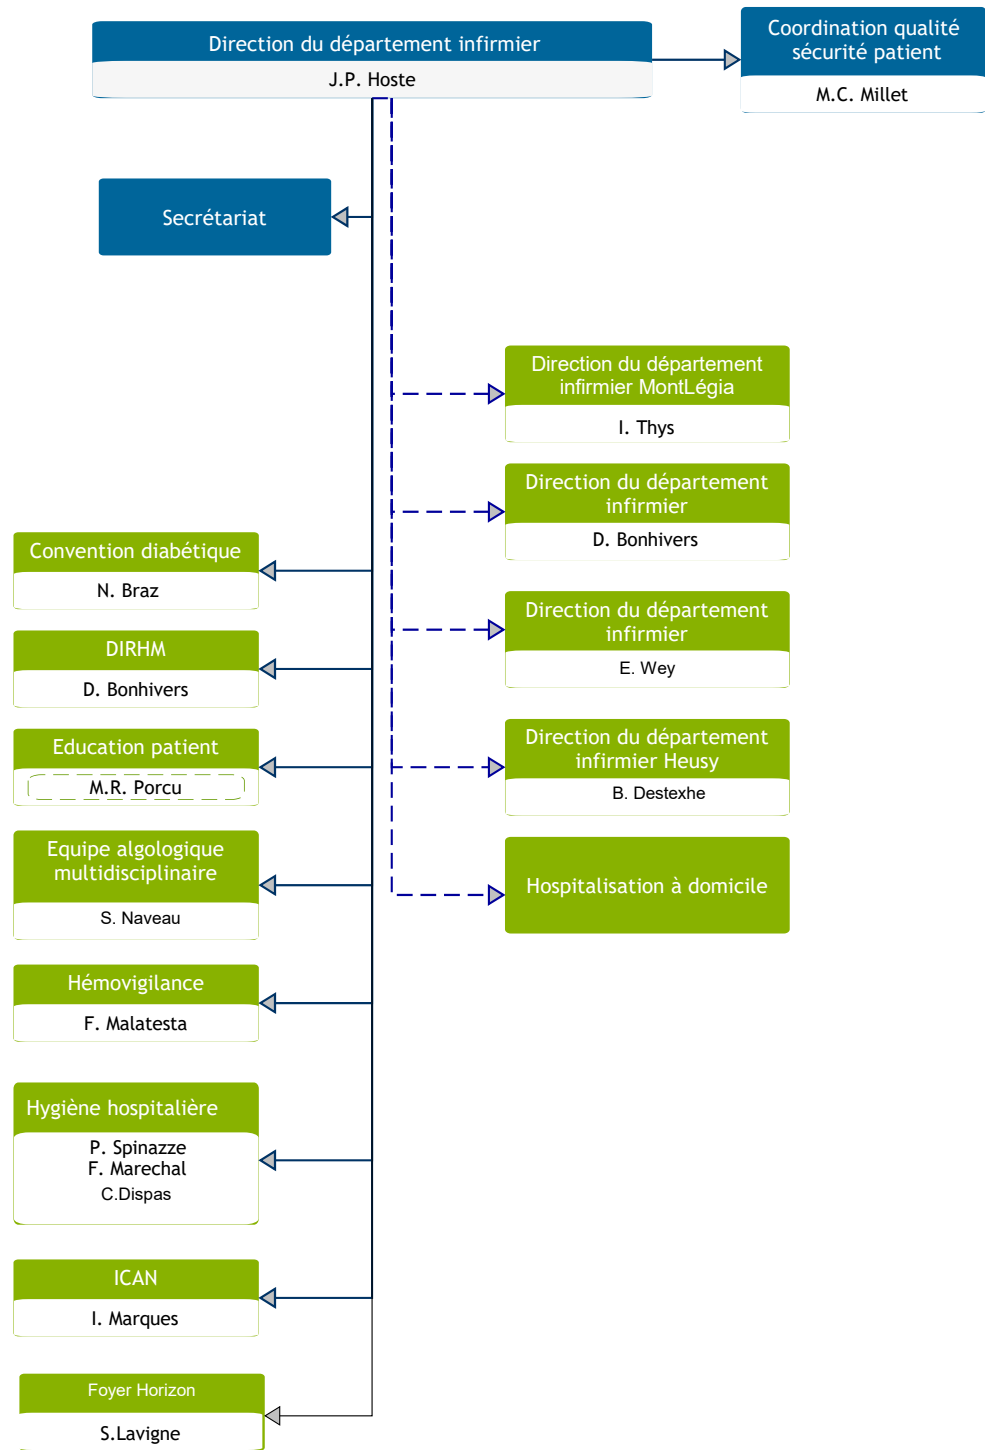 Direction du département infirmier
J.P. Hoste
Coordination qualité
sécurité patient
M.C. Millet
Secrétariat
Direction du département
infirmier MontLégia
I. Thys
Direction du département
infirmier
D. Bonhivers
Direction du département
infirmier
E. Wey
Direction du département
infirmier Heusy
B. Destexhe
Hospitalisation à domicile
Convention diabétique
N. Braz
DIRHM
D. Bonhivers
Education patient
M.R. Porcu
Equipe algologique
multidisciplinaire
S. Naveau
Hémovigilance
F. Malatesta
Hygiène hospitalière
P. Spinazze
F. Marechal
C.Dispas
ICAN
I. Marques
Foyer Horizon
S.Lavigne